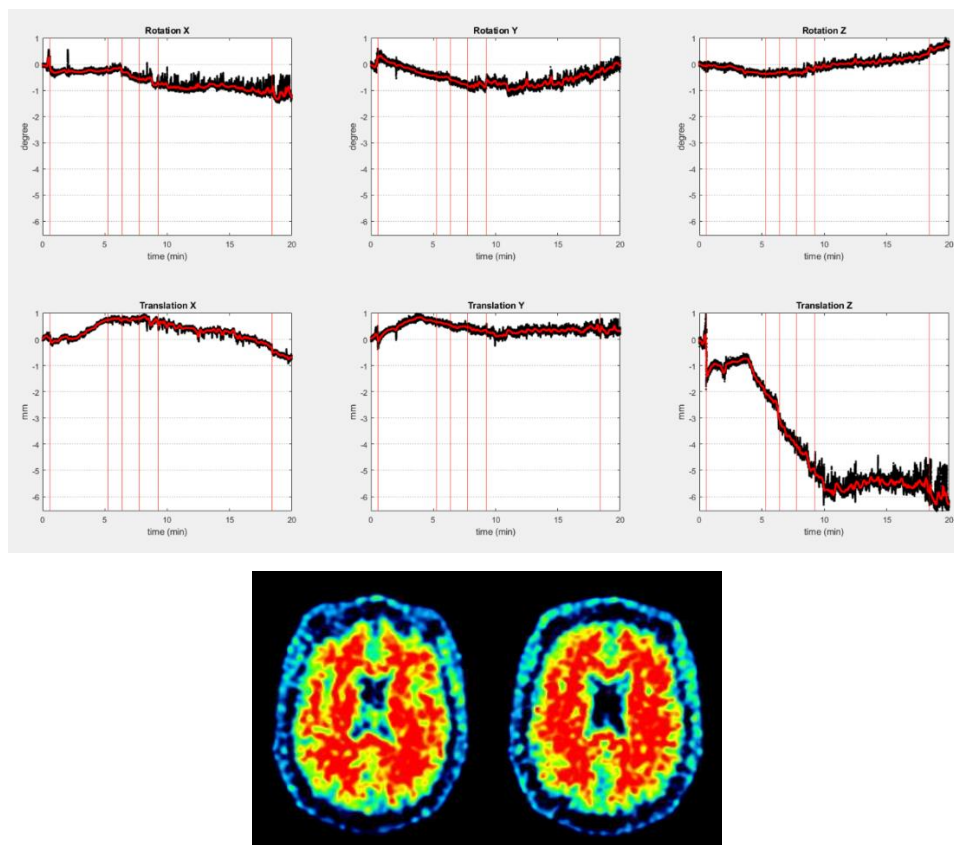 Rotation X
1
0
-1
-2
-3
-4
-5
-6
degree
0 5 10 15 20
time (min)
Rotation Y
1
0
-1
-2
-3
-4
-5
-6
degree
0 5 10 15 20
time (min)
Rotation Z
1
0
-1
-2
-3
-4
-5
-6
degree
0 5 10 15 20
time (min)
Translation X
1
0
-1
-2
-3
-4
-5
-6
mm
0 5 10 15 20
time (min)
Translation Y
1
0
-1
-2
-3
-4
-5
-6
mm
0 5 10 15 20
time (min)
Translation Z
1
0
-1
-2
-3
-4
-5
-6
mm
0 5 10 15 20
time (min)